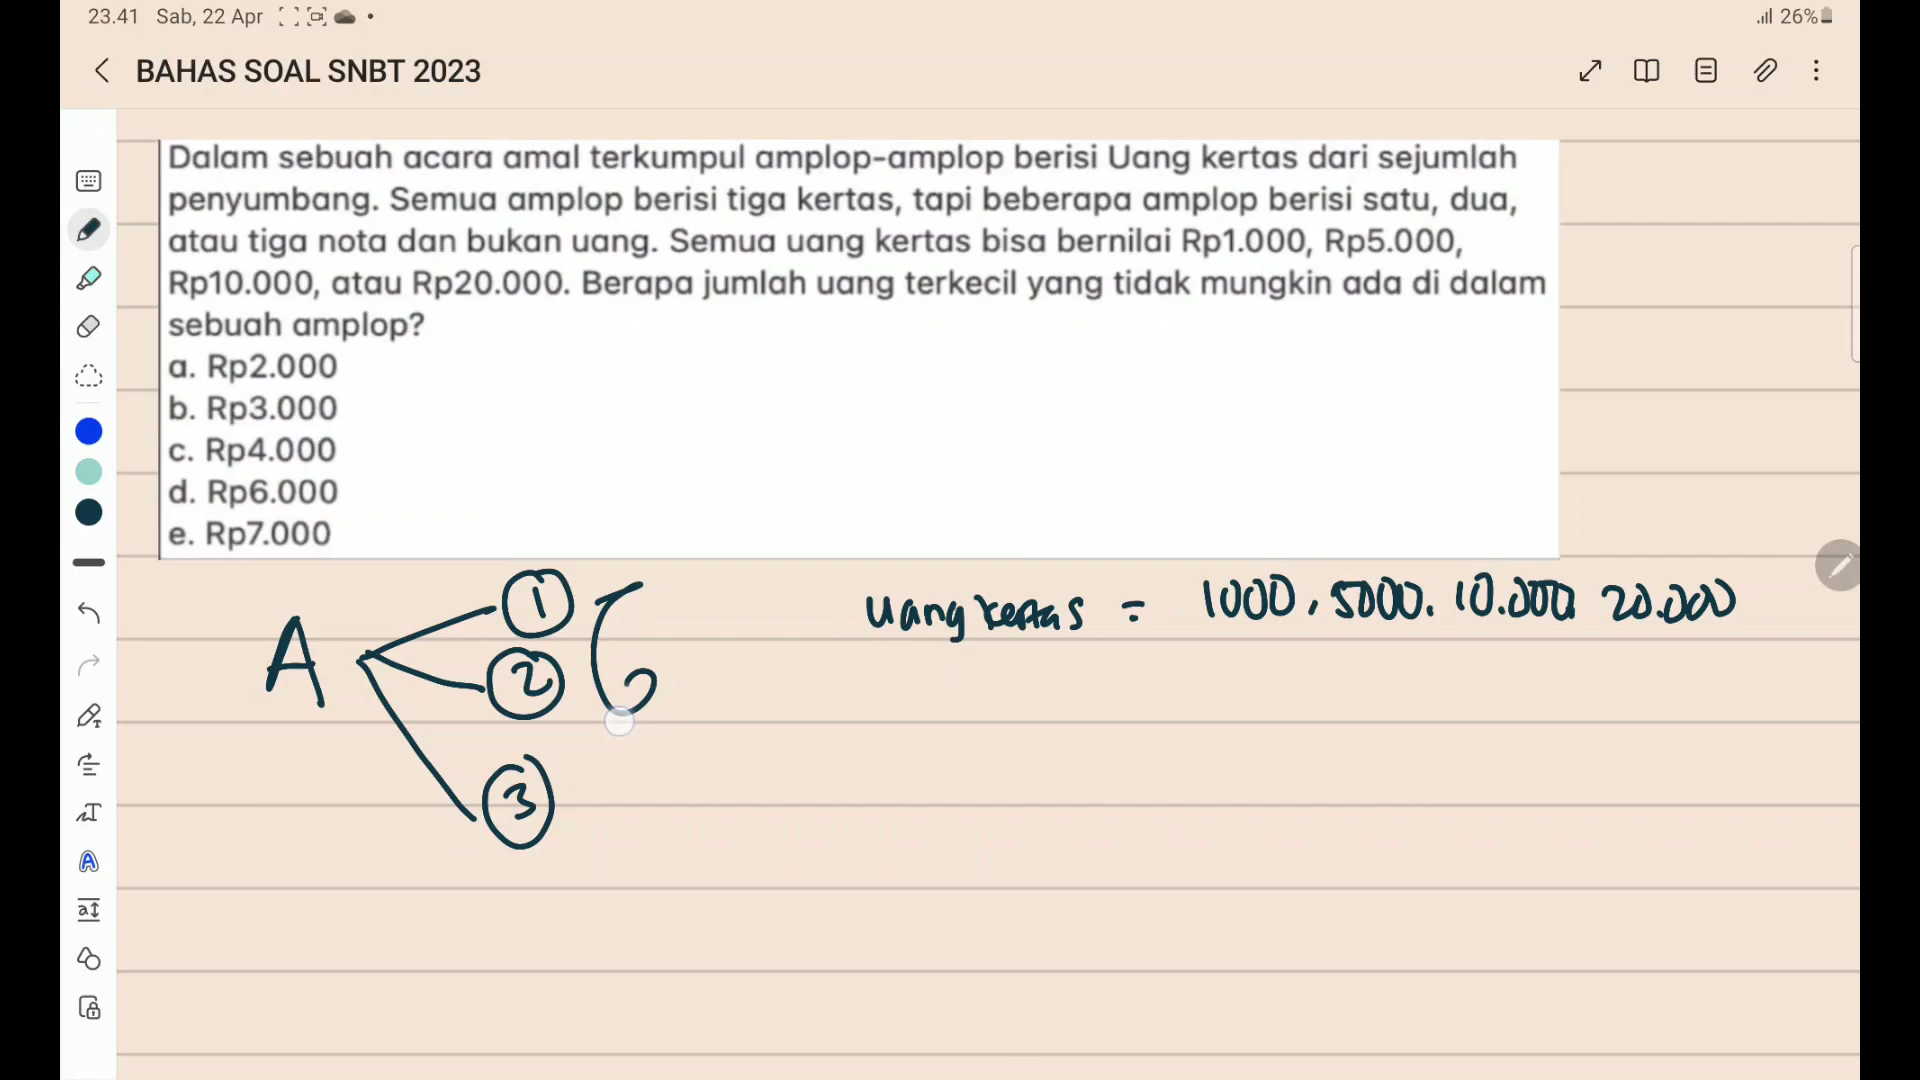 23.41 Sab, 22 Apr
26%
BAHAS SOAL SNBT 2023
Dalam sebuah acara amal terkumpul amplop-amplop berisi Uang kertas dari sejumlah
penyumbang. Semua amplop berisi tiga kertas, tapi beberapa amplop berisi satu, dua,
atau tiga nota dan bukan uang. Semua uang kertas bisa bernilai Rp1.000, Rp5.000,
Rp10.000, atau Rp20.000. Berapa jumlah uang terkecil yang tidak mungkin ada di dalam
sebuah amplop?
a. Rp2.000
b. Rp3.000
c. Rp4.000
d. Rp6.000
e. Rp7.000
uang kertas = 1000, 5000. 10.000. 20.000
A
1
2
3